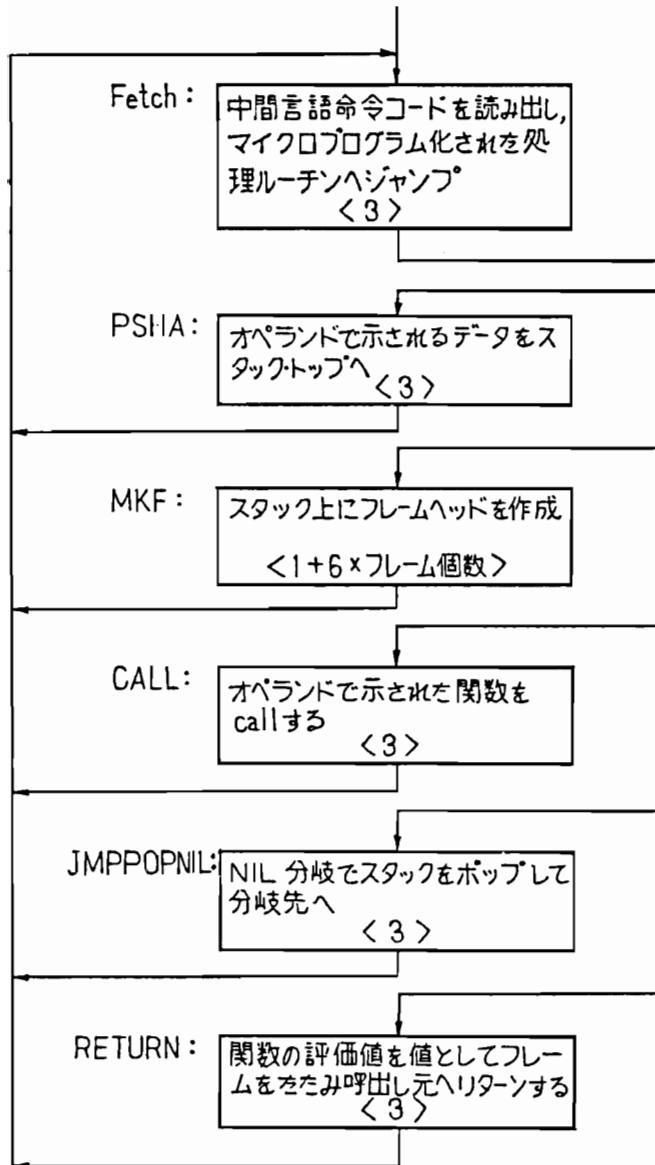 Fetch:
中間言語命令コードを読み出し,
マイクロプログラム化された処
理ルーチンへジャンプ
<3>
PSHA:
オペランドで示されるデータをス
タック・トップへ
<3>
MKF:
スタック上にフレームヘッドを作成
<1+6×フレーム個数>
CALL:
オペランドで示された関数を
callする
<3>
JMPPOPNIL:
NIL 分岐でスタックをポップして
分岐先へ
<3>
RETURN:
関数の評価値を値としてフレー
ムをたたみ呼出し元へリターンする
<3>